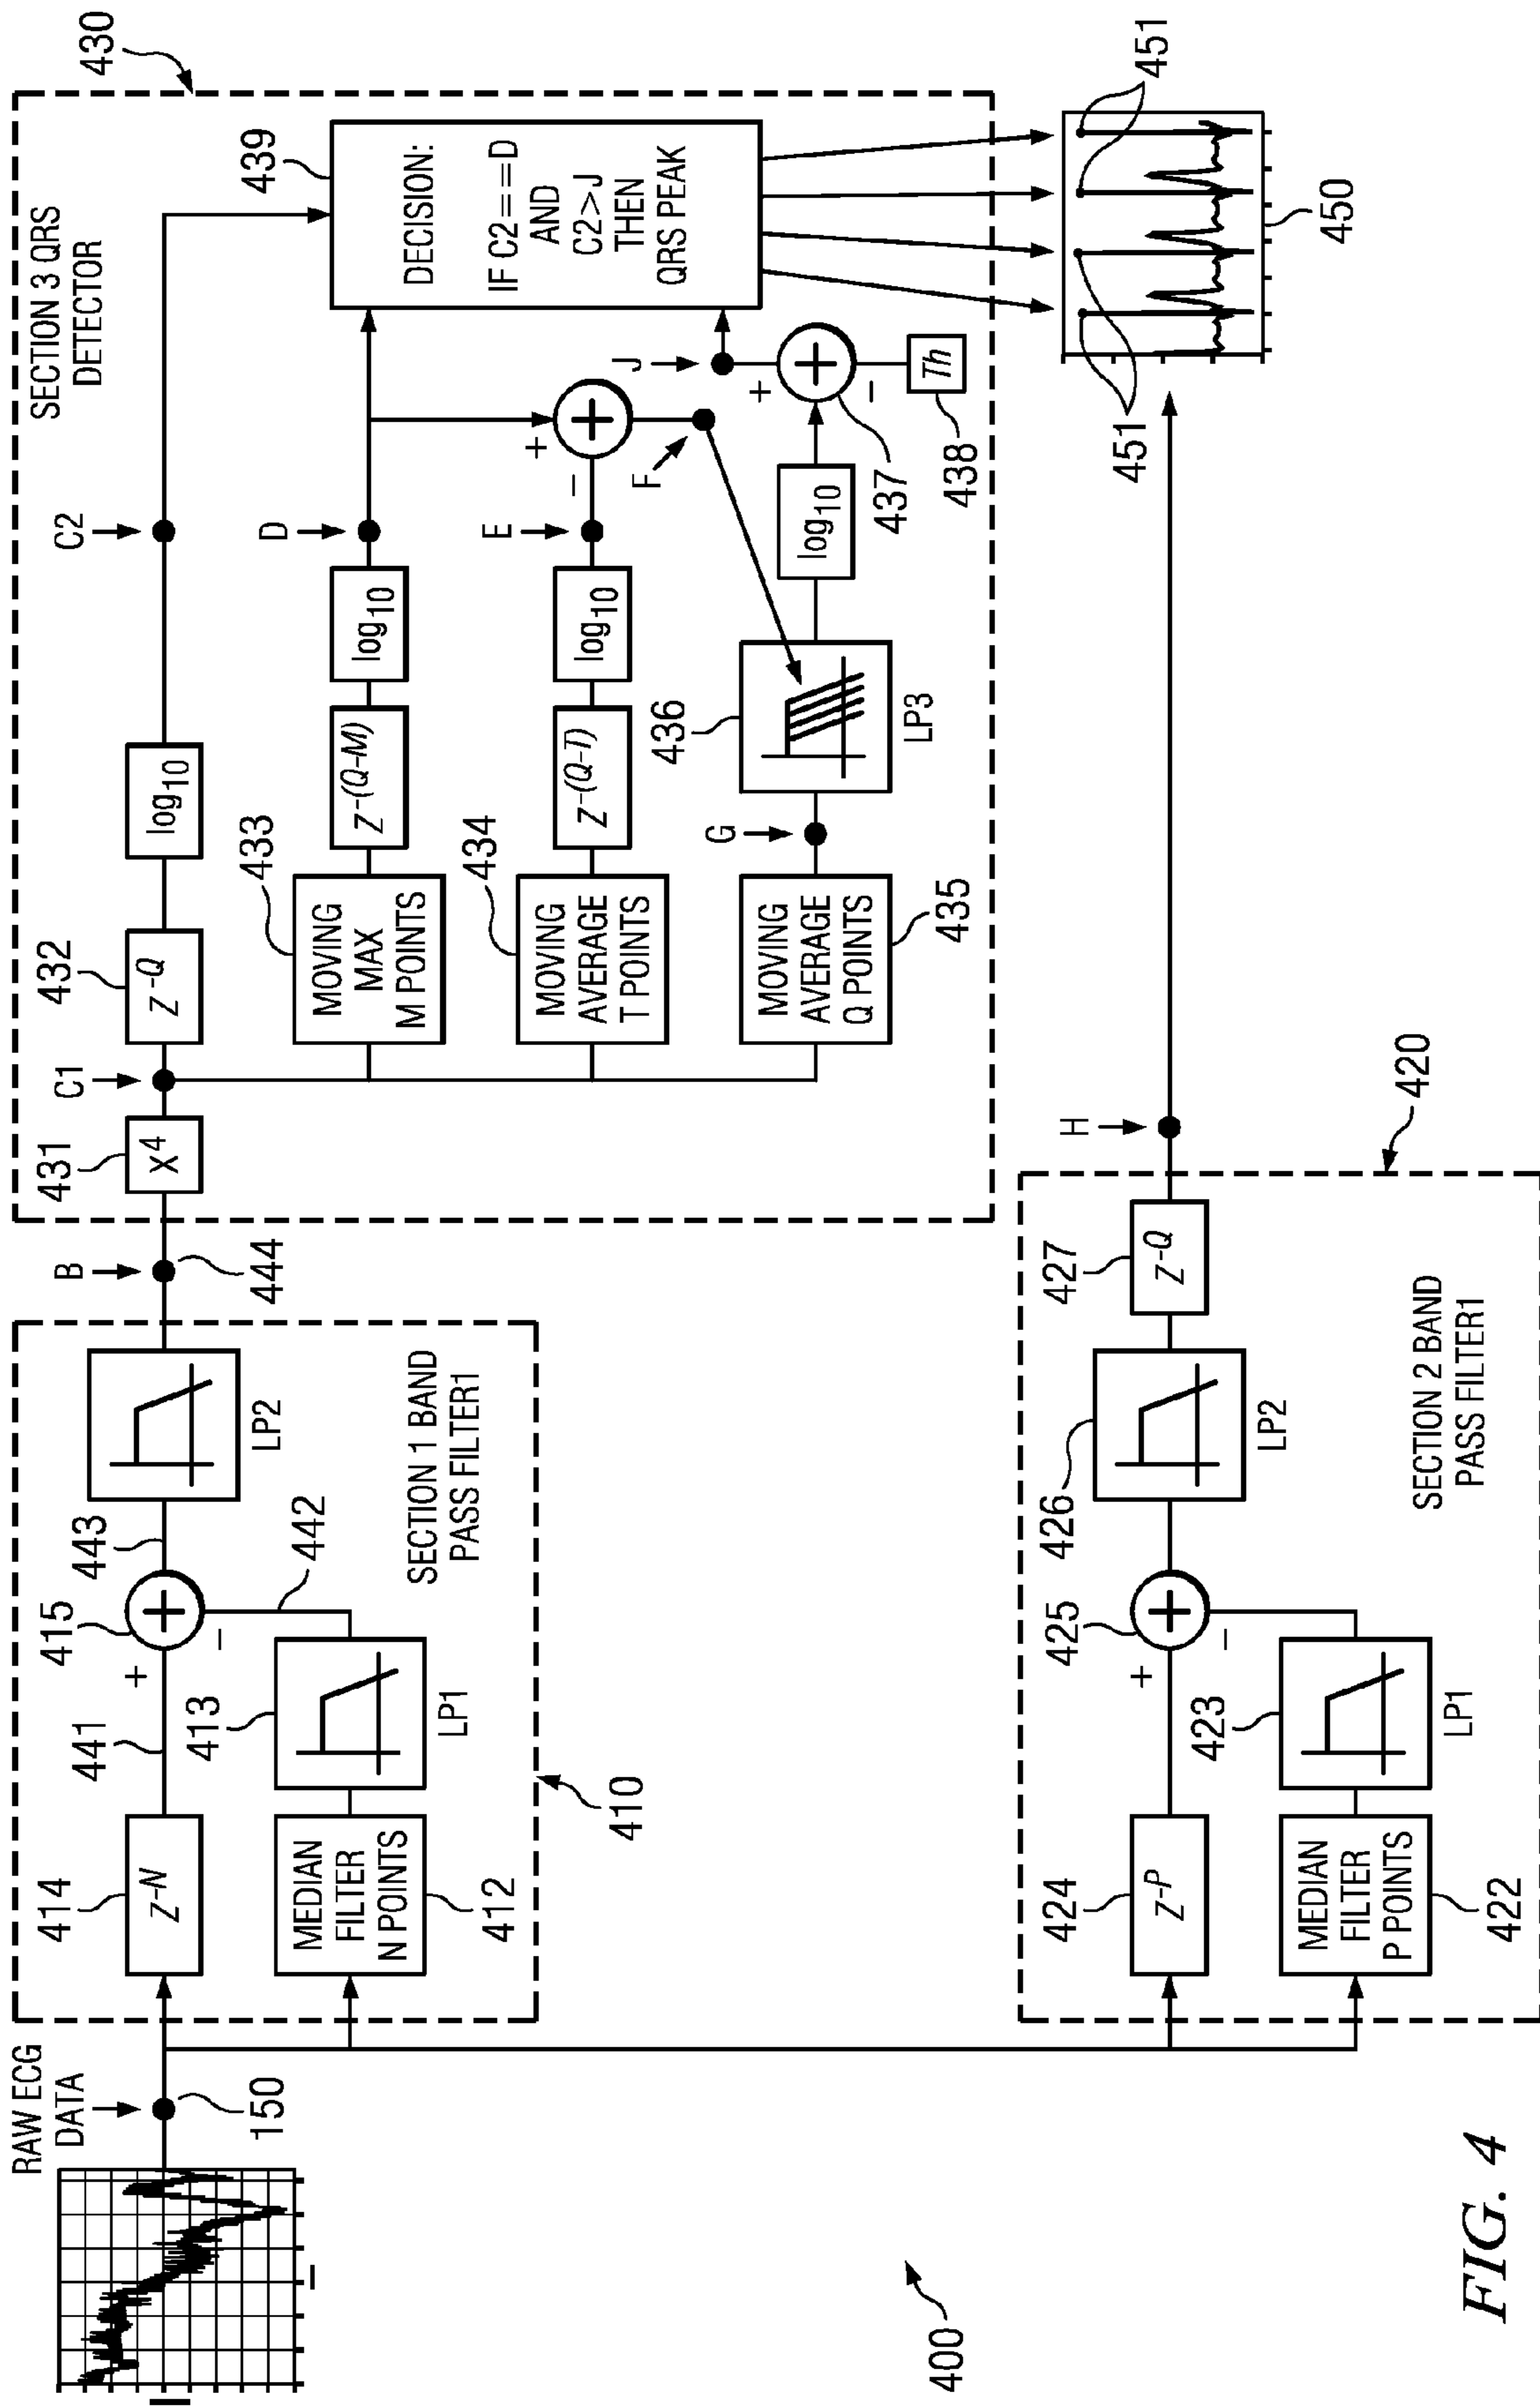 RAW ECG
DATA
150
414
z-N
441
+
415
−
443
442
LP2
MEDIAN
FILTER
N POINTS
412
413
LP1
SECTION 1 BAND
PASS FILTER1
410
B
444
SECTION 3 QRS
DETECTOR
430
431
X4
C1
432
z-Q
log10
C2
433
MOVING
MAX
M POINTS
z-(Q-M)
log10
D
434
MOVING
AVERAGE
T POINTS
z-(Q-T)
log10
E
−
+
F
435
MOVING
AVERAGE
Q POINTS
G
436
LP3
log10
437
+
−
Th
438
J
439
DECISION:
IF C2==D
AND
C2>J
THEN
QRS PEAK
424
z-P
+
425
−
426
LP2
427
z-Q
H
MEDIAN
FILTER
P POINTS
422
423
LP1
SECTION 2 BAND
PASS FILTER1
420
451
451
450
400
FIG. 4